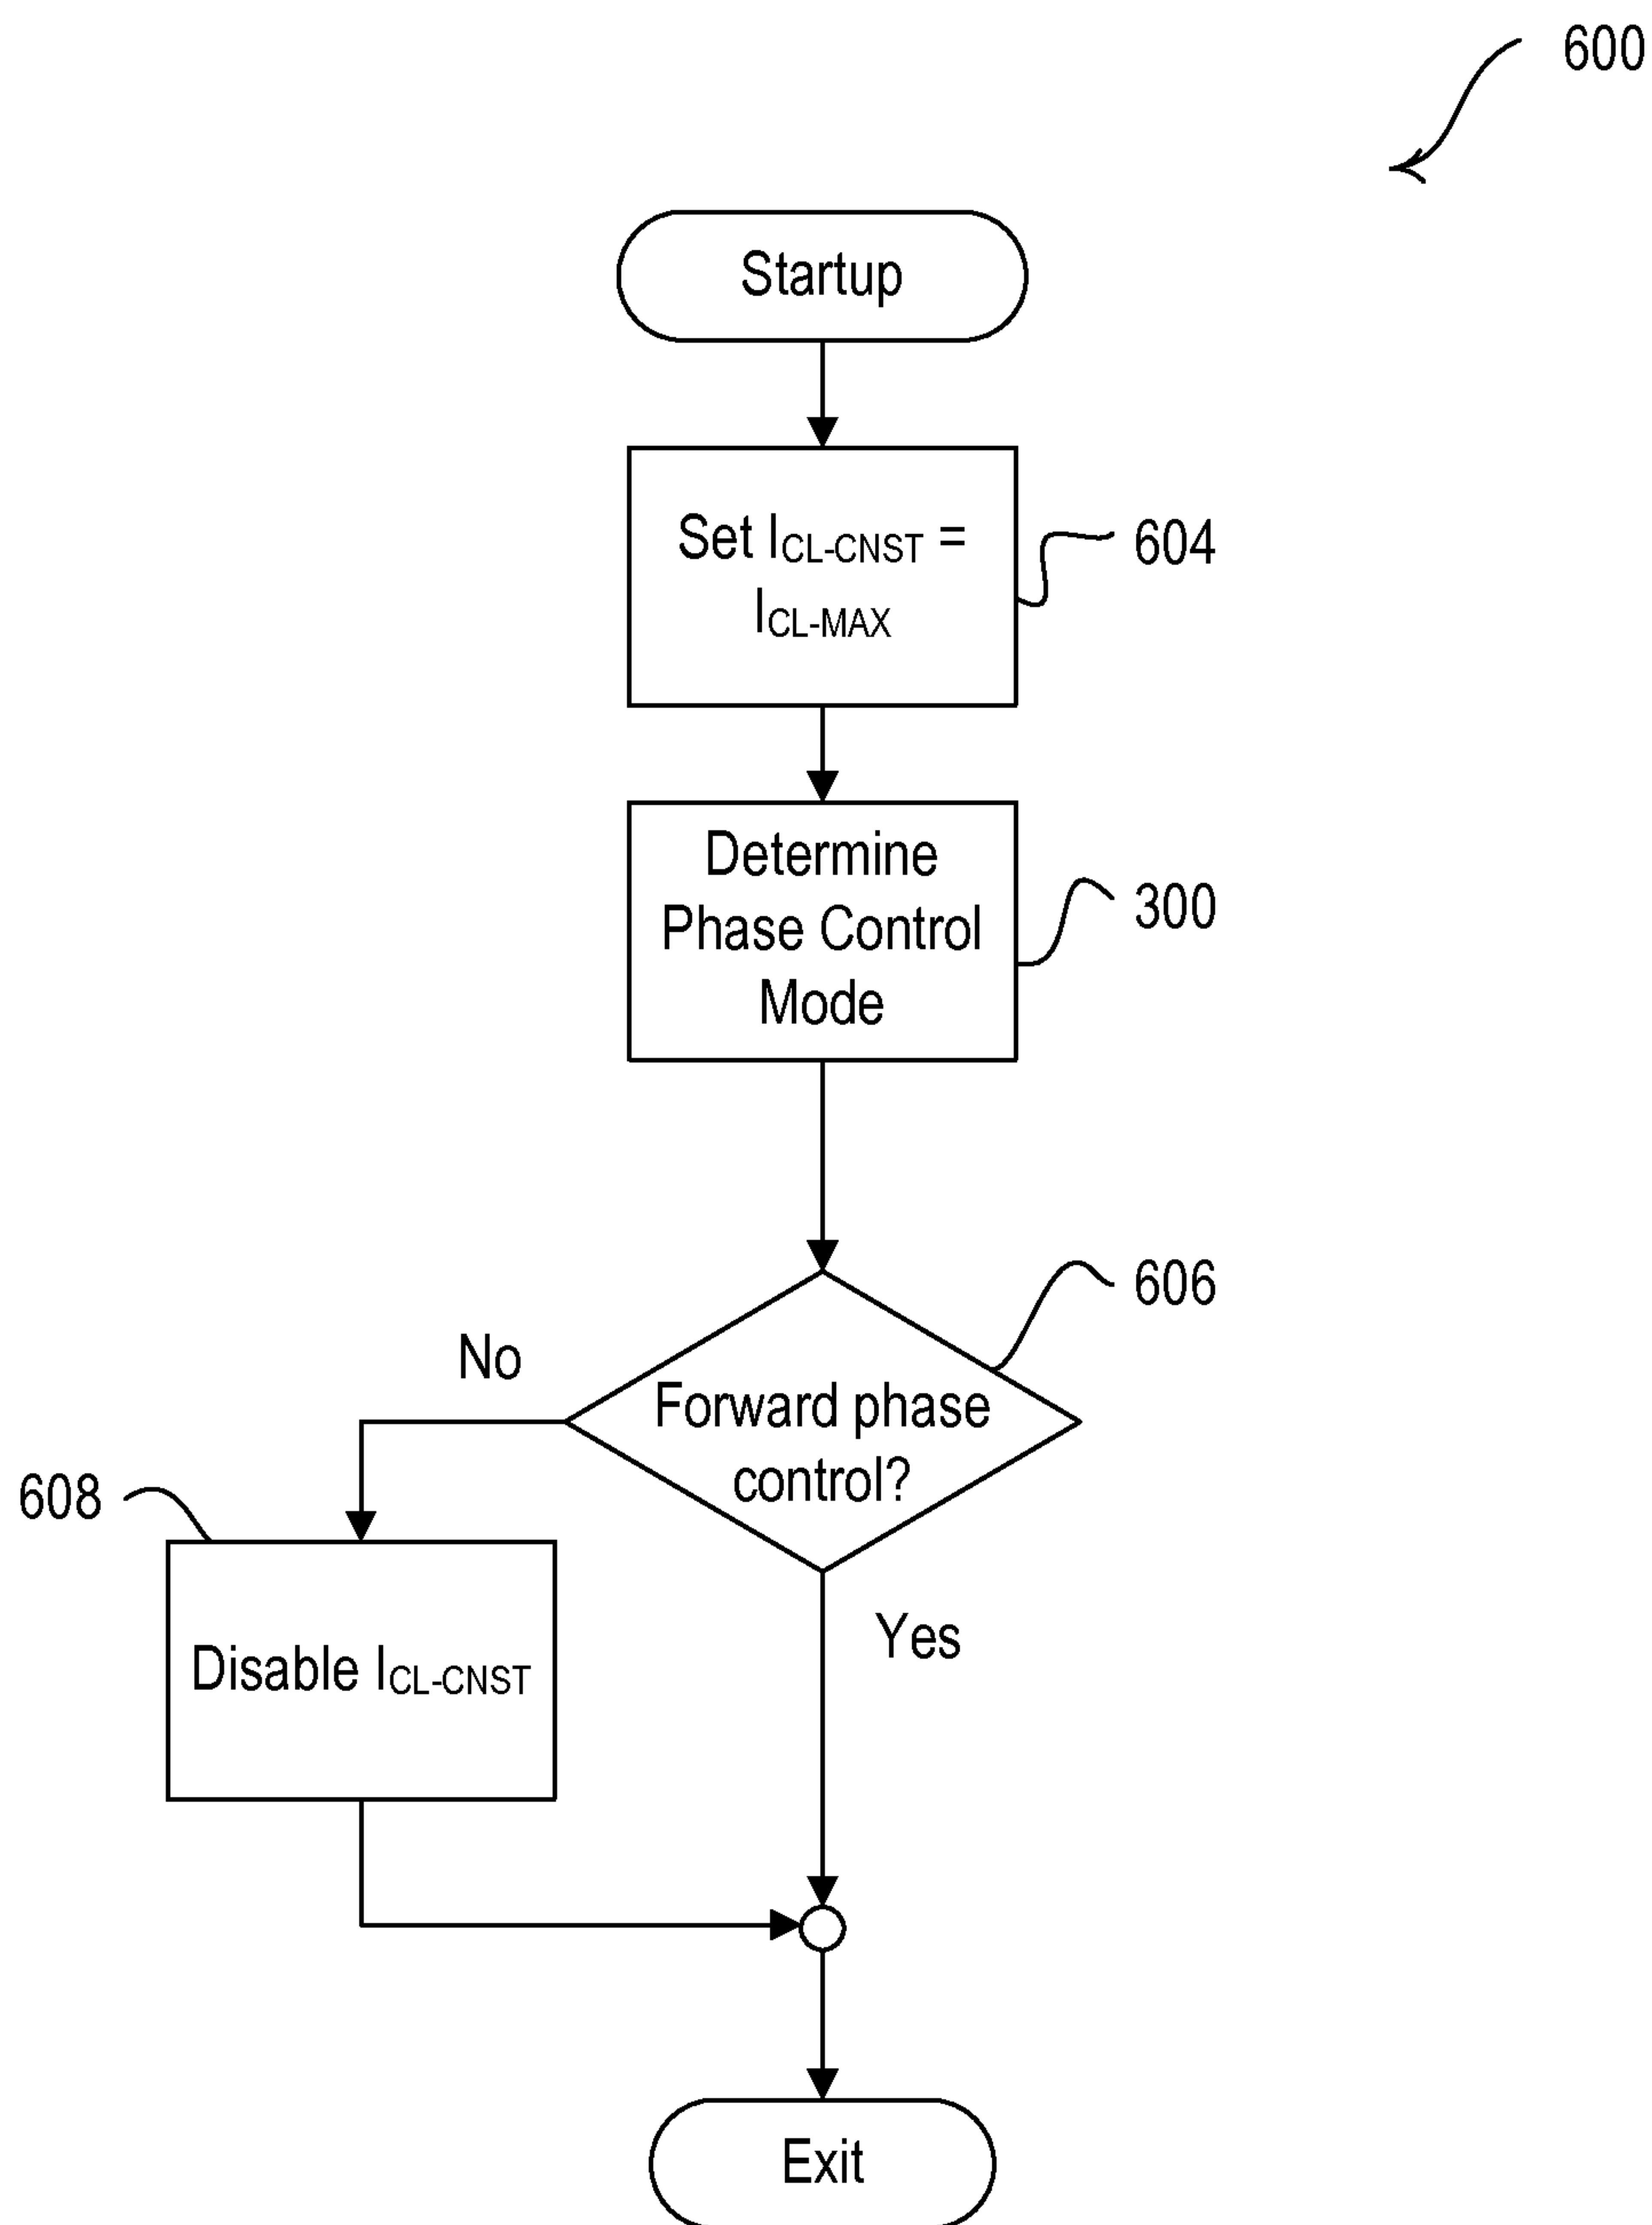 600
Startup
Set ICL-CNST =
ICL-MAX
604
Determine
Phase Control
Mode
300
606
No
Forward phase
control?
608
Yes
Disable ICL-CNST
Exit